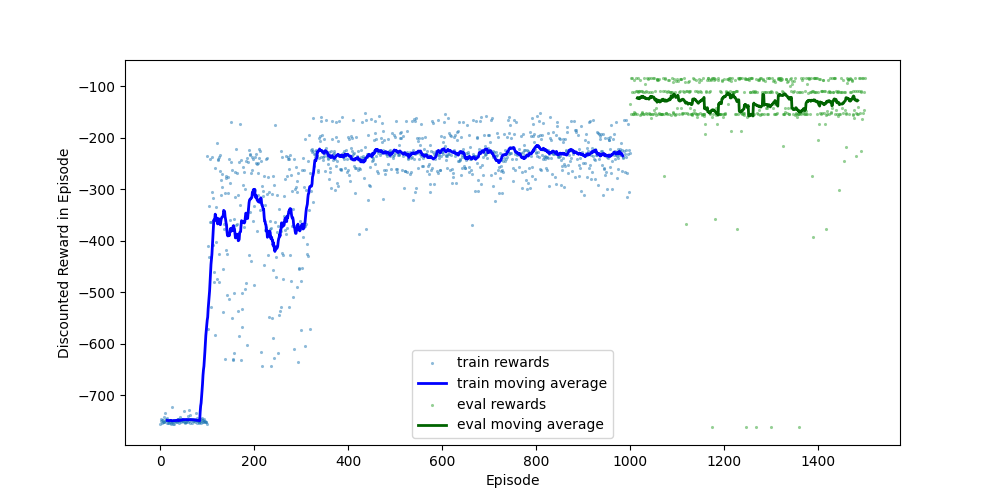 −100
−200
−300
−400
−500
−600
−700
Discounted Reward in Episode
train rewards
train moving average
eval rewards
eval moving average
0 200 400 600 800 1000 1200 1400
Episode